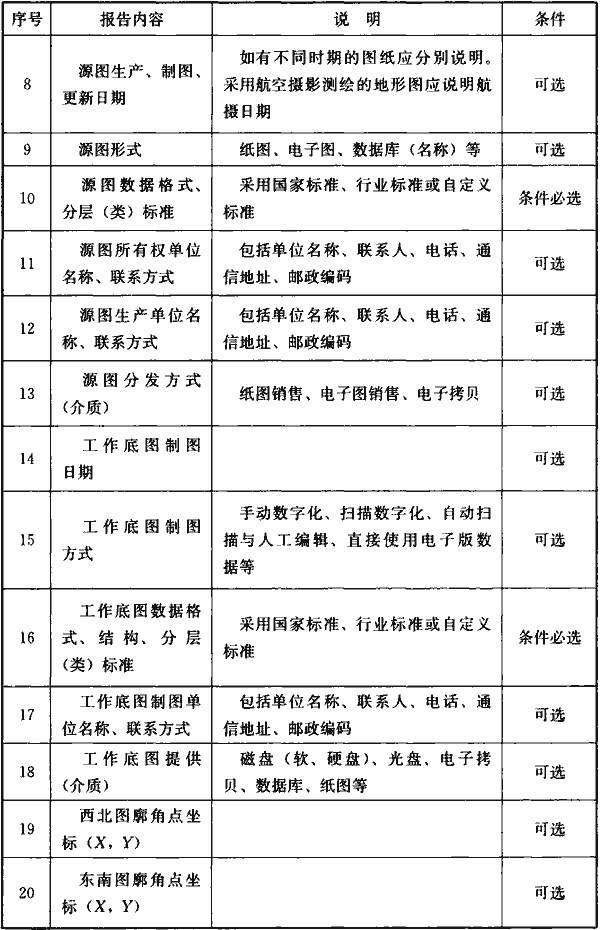 序号 报告内容 说 明 条件
8 源图生产、制图、更新日期 如有不同时期的图纸应分别说明。采用航空摄影测绘的地形图应说明航摄日期 可选
9 源图形式 纸图、电子图、数据库（名称）等 可选
10 源图数据格式、分层（类）标准 采用国家标准、行业标准或自定义标准 条件必选
11 源图所有权单位名称、联系方式 包括单位名称、联系人、电话、通信地址、邮政编码 可选
12 源图生产单位名称、联系方式 包括单位名称、联系人、电话、通信地址、邮政编码 可选
13 源图分发方式（介质） 纸图销售、电子图销售、电子拷贝 可选
14 工作底图制图日期 可选
15 工作底图制图方式 手动数字化、扫描数字化、自动扫描与人工编辑、直接使用电子版数据等 可选
16 工作底图数据格式、结构、分层（类）标准 采用国家标准、行业标准或自定义标准 条件必选
17 工作底图制图单位名称、联系方式 包括单位名称、联系人、电话、通信地址、邮政编码 可选
18 工作底图提供（介质） 磁盘（软、硬盘）、光盘、电子拷贝、数据库、纸图等 可选
19 西北图廓角点坐标（X，Y） 可选
20 东南图廓角点坐标（X，Y） 可选